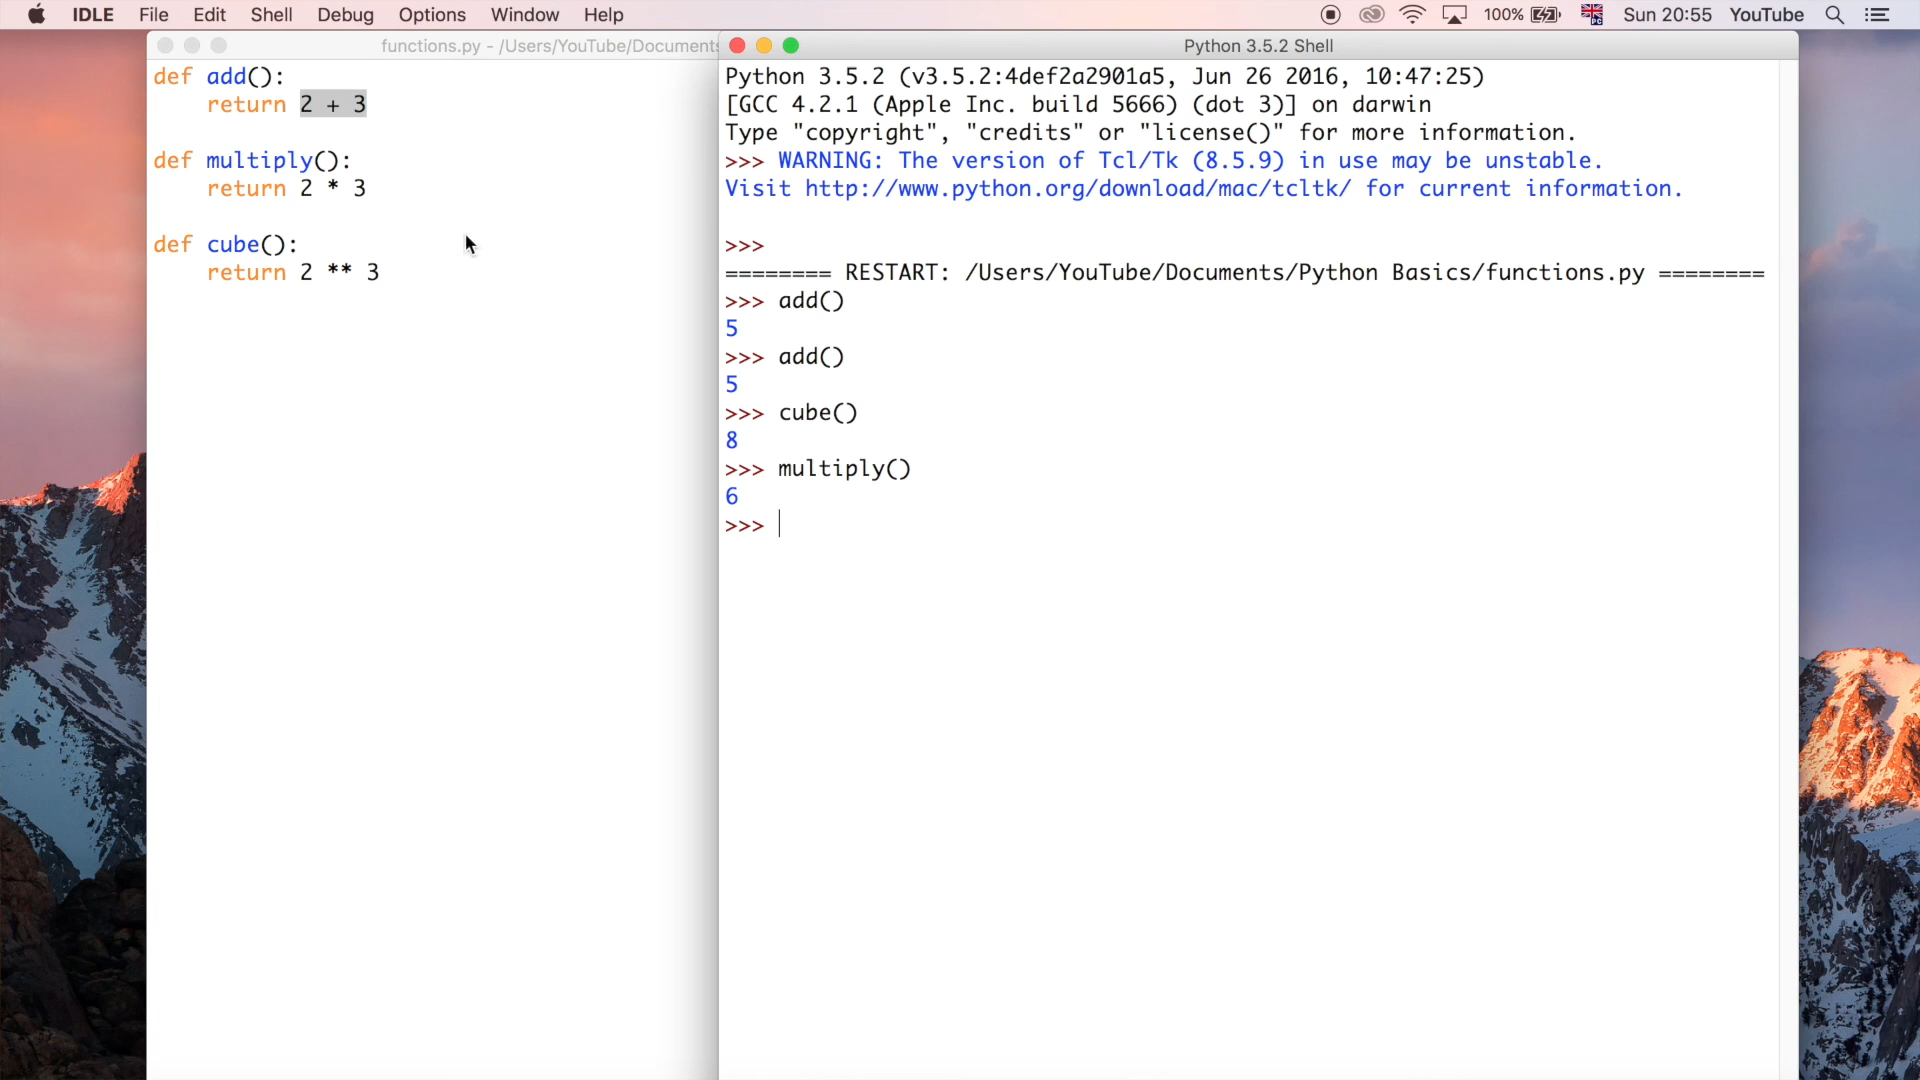 IDLE File Edit Shell Debug Options Window Help 100% Sun 20:55 YouTube
functions.py - /Users/YouTube/Documents
def add():
    return 2 + 3
def multiply():
    return 2 * 3
def cube():
    return 2 ** 3
Python 3.5.2 Shell
Python 3.5.2 (v3.5.2:4def2a2901a5, Jun 26 2016, 10:47:25)
[GCC 4.2.1 (Apple Inc. build 5666) (dot 3)] on darwin
Type "copyright", "credits" or "license()" for more information.
>>> WARNING: The version of Tcl/Tk (8.5.9) in use may be unstable.
Visit http://www.python.org/download/mac/tcltk/ for current information.
>>>
======== RESTART: /Users/YouTube/Documents/Python Basics/functions.py ========
>>> add()
5
>>> add()
5
>>> cube()
8
>>> multiply()
6
>>>